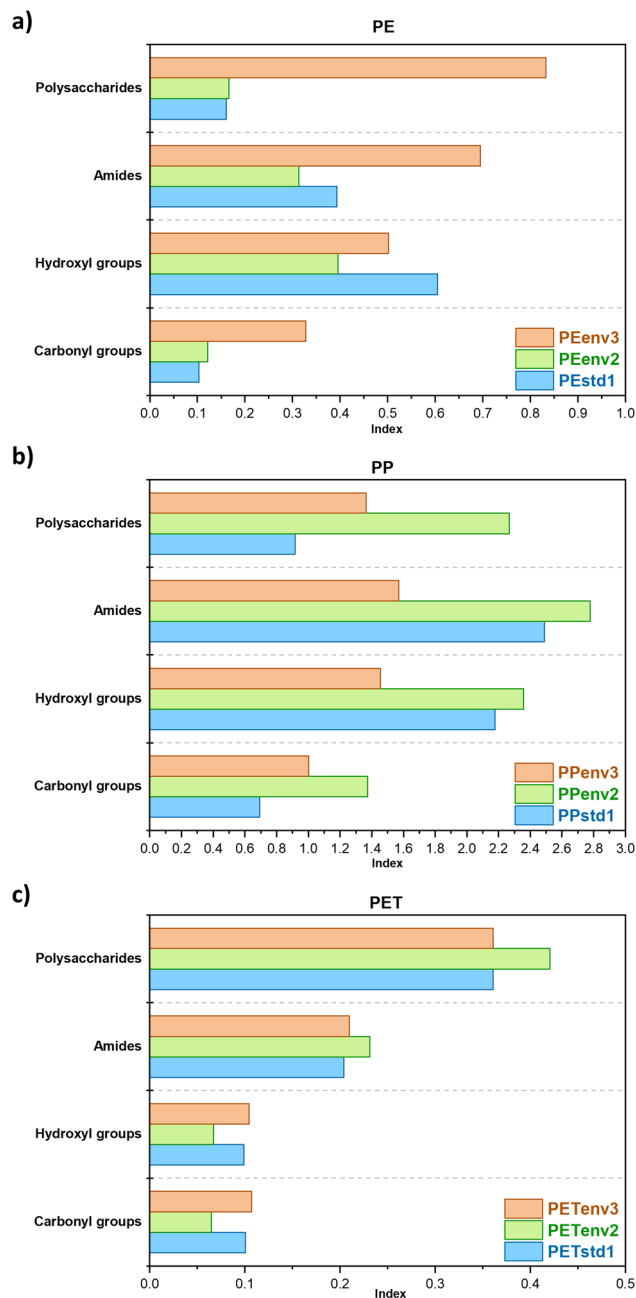 a)
PE
Polysaccharides
Amides
Hydroxyl groups
Carbonyl groups
PEenv3
PEenv2
PEstd1
0.0 0.1 0.2 0.3 0.4 0.5 0.6 0.7 0.8 0.9 1.0
Index
b)
PP
Polysaccharides
Amides
Hydroxyl groups
Carbonyl groups
PPenv3
PPenv2
PPstd1
0.0 0.2 0.4 0.6 0.8 1.0 1.2 1.4 1.6 1.8 2.0 2.2 2.4 2.6 2.8 3.0
Index
c)
PET
Polysaccharides
Amides
Hydroxyl groups
Carbonyl groups
PETenv3
PETenv2
PETstd1
0.0 0.1 0.2 0.3 0.4 0.5
Index